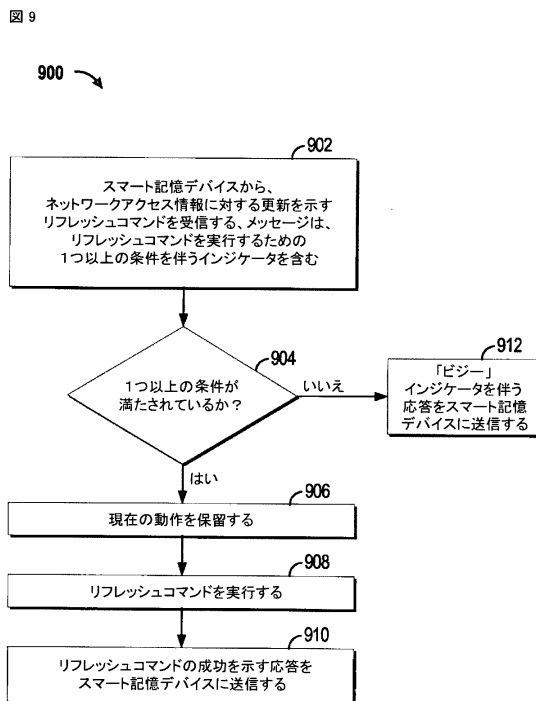 図 9
900
902
スマート記憶デバイスから、
ネットワークアクセス情報に対する更新を示す
リフレッシュコマンドを受信する、メッセージは、
リフレッシュコマンドを実行するための
1つ以上の条件を伴うインジケータを含む
904
1つ以上の条件が
満たされているか?
いいえ
912
「ビジー」
インジケータを伴う
応答をスマート記憶
デバイスに送信する
はい
906
現在の動作を保留する
908
リフレッシュコマンドを実行する
910
リフレッシュコマンドの成功を示す応答を
スマート記憶デバイスに送信する